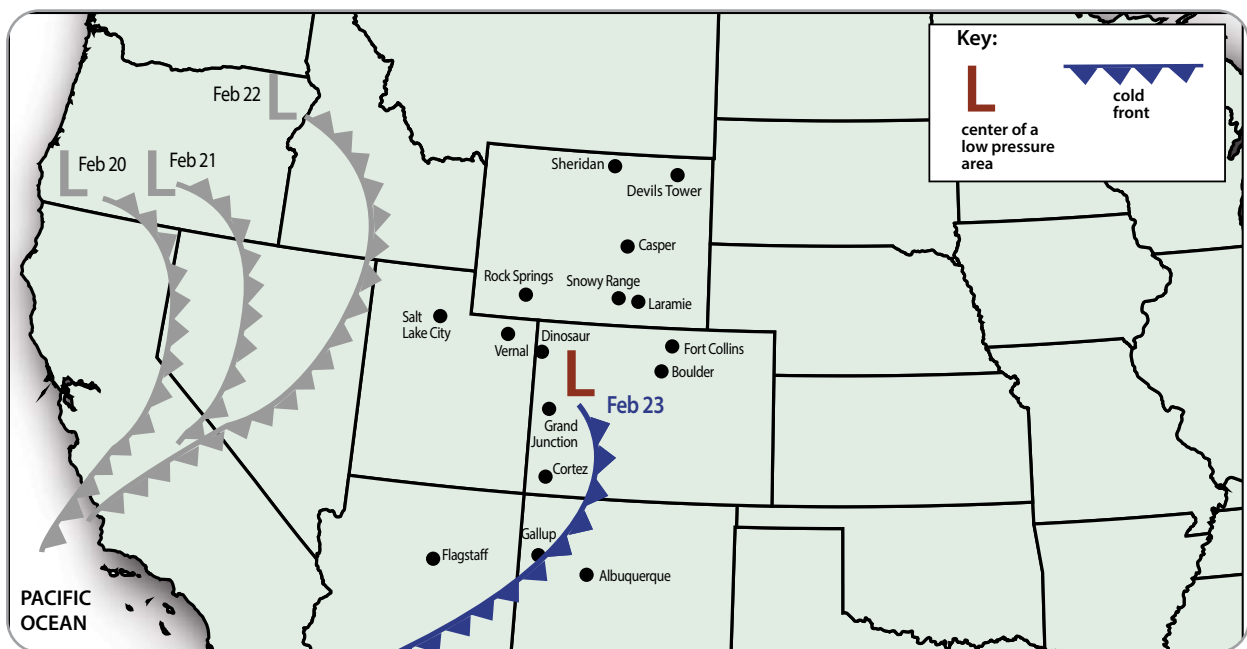 Key:
L
cold
front
center of a
low pressure
area
Feb 22 L
L Feb 20
L Feb 21
Sheridan
Devils Tower
Casper
Rock Springs
Snowy Range
Laramie
Salt
Lake City
Vernal
Dinosaur
Fort Collins
Boulder
L
Feb 23
Grand
Junction
Cortez
Gallup
Flagstaff
Albuquerque
PACIFIC
OCEAN